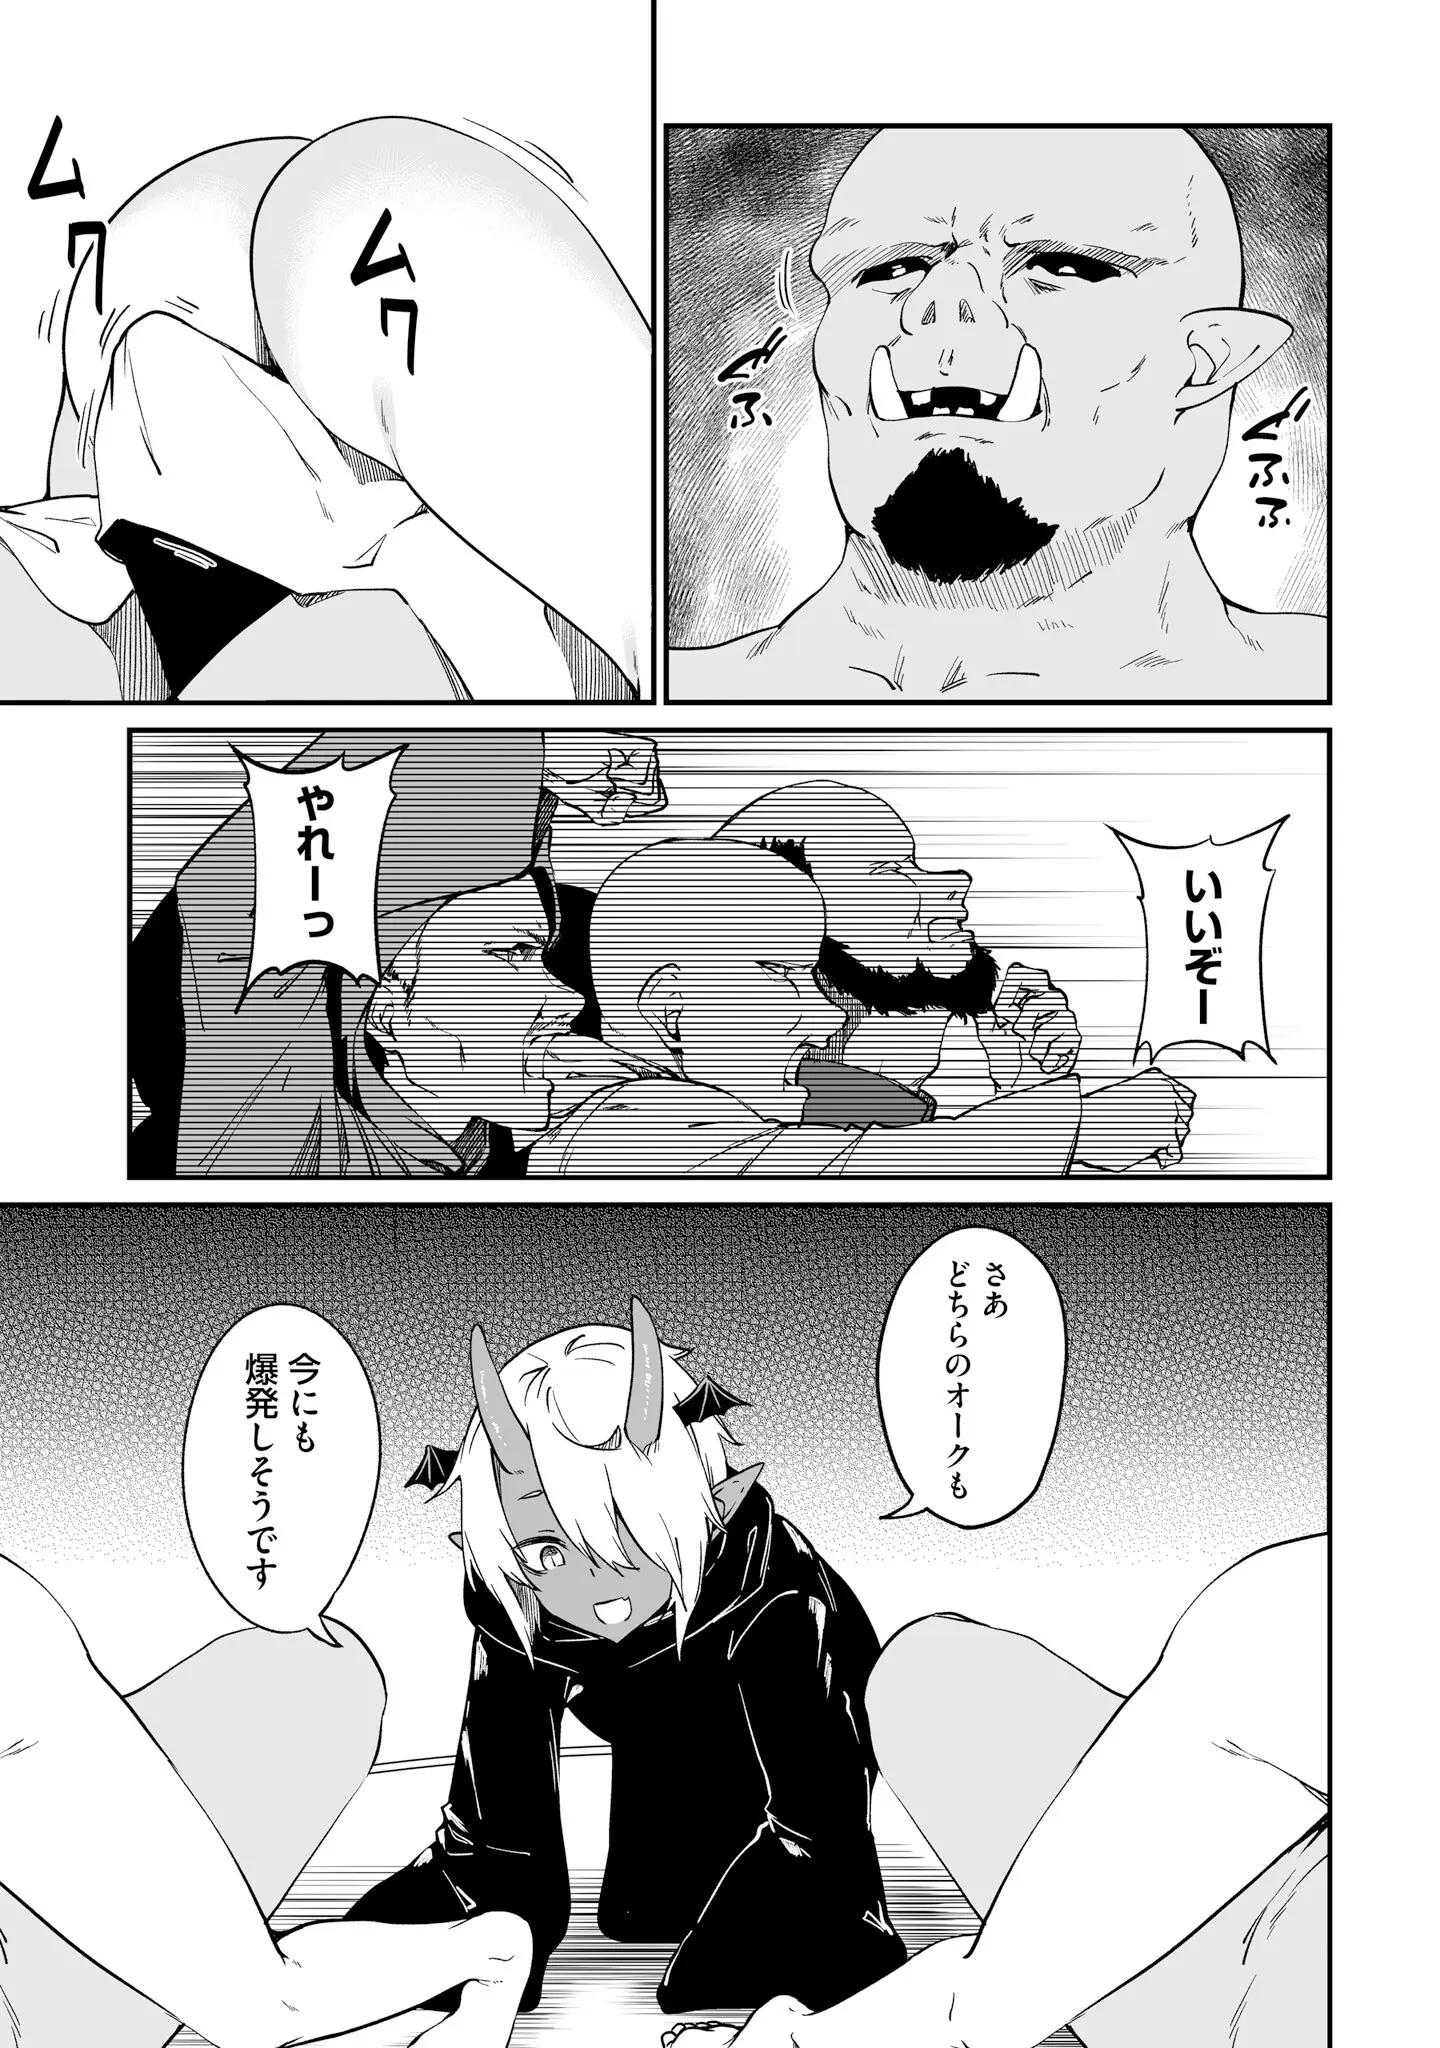 ぐふふ
ぐふ
ムク
ムク
いいぞー
やれーっ
さあ
どちらのオークも
今にも
爆発しそうです